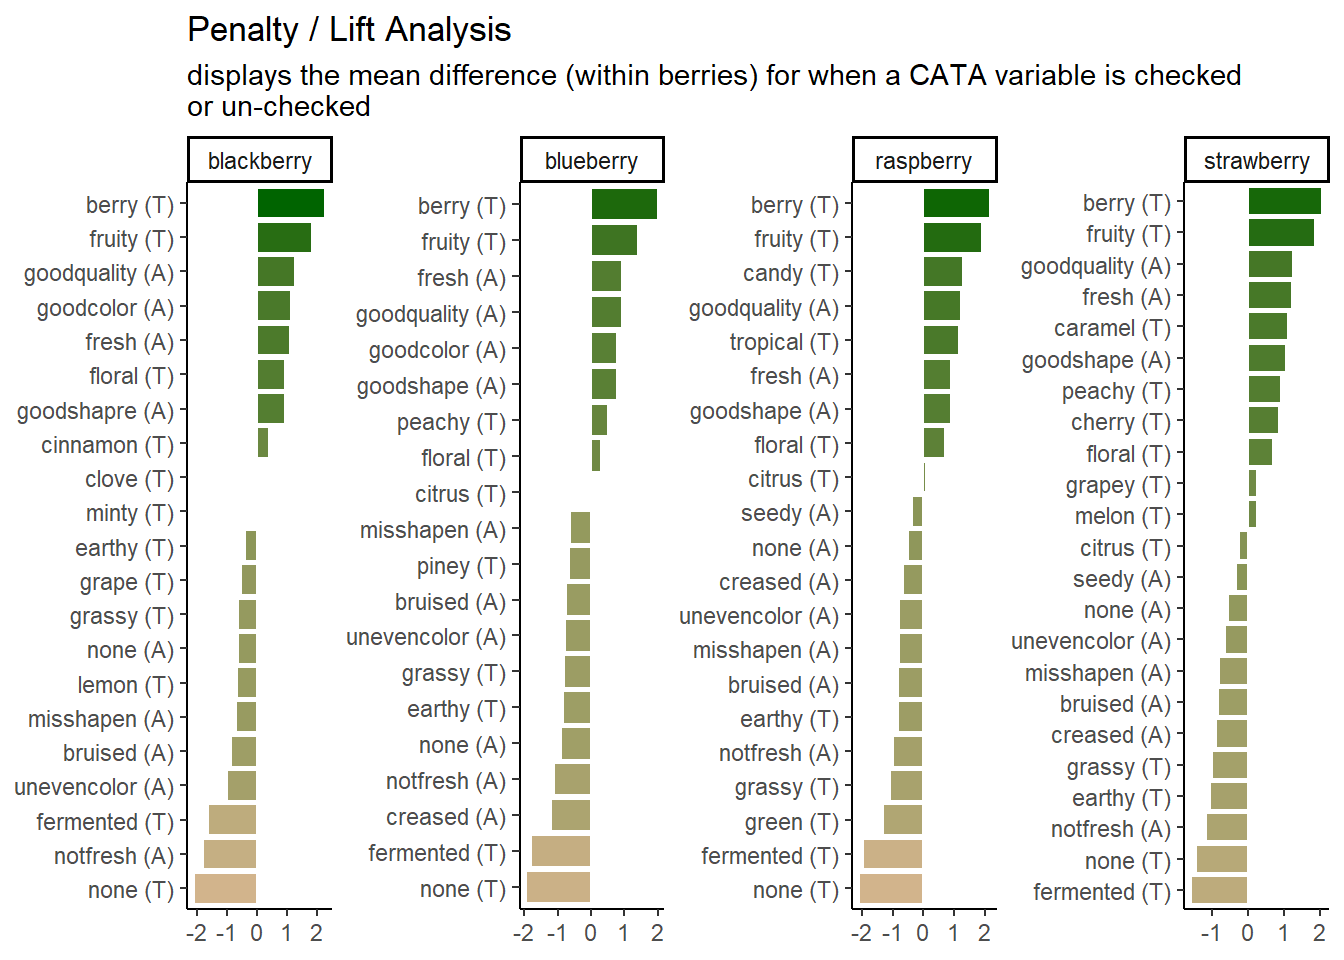 Penalty / Lift Analysis
displays the mean difference (within berries) for when a CATA variable is checked
or un-checked
blackberry
berry (T)
fruity (T)
goodquality (A)
goodcolor (A)
fresh (A)
floral (T)
goodshapre (A)
cinnamon (T)
clove (T)
minty (T)
earthy (T)
grape (T)
grassy (T)
none (A)
lemon (T)
misshapen (A)
bruised (A)
unevencolor (A)
fermented (T)
notfresh (A)
none (T)
-2 -1 0 1 2
blueberry
berry (T)
fruity (T)
fresh (A)
goodquality (A)
goodcolor (A)
goodshape (A)
peachy (T)
floral (T)
citrus (T)
misshapen (A)
piney (T)
bruised (A)
unevencolor (A)
grassy (T)
earthy (T)
none (A)
notfresh (A)
creased (A)
fermented (T)
none (T)
-2 -1 0 1 2
raspberry
berry (T)
fruity (T)
candy (T)
goodquality (A)
tropical (T)
fresh (A)
goodshape (A)
floral (T)
citrus (T)
seedy (A)
none (A)
creased (A)
unevencolor (A)
misshapen (A)
bruised (A)
earthy (T)
notfresh (A)
grassy (T)
green (T)
fermented (T)
none (T)
-2 -1 0 1 2
strawberry
berry (T)
fruity (T)
goodquality (A)
fresh (A)
caramel (T)
goodshape (A)
peachy (T)
cherry (T)
floral (T)
grapey (T)
melon (T)
citrus (T)
seedy (A)
none (A)
unevencolor (A)
misshapen (A)
bruised (A)
creased (A)
grassy (T)
earthy (T)
notfresh (A)
none (T)
fermented (T)
-1 0 1 2